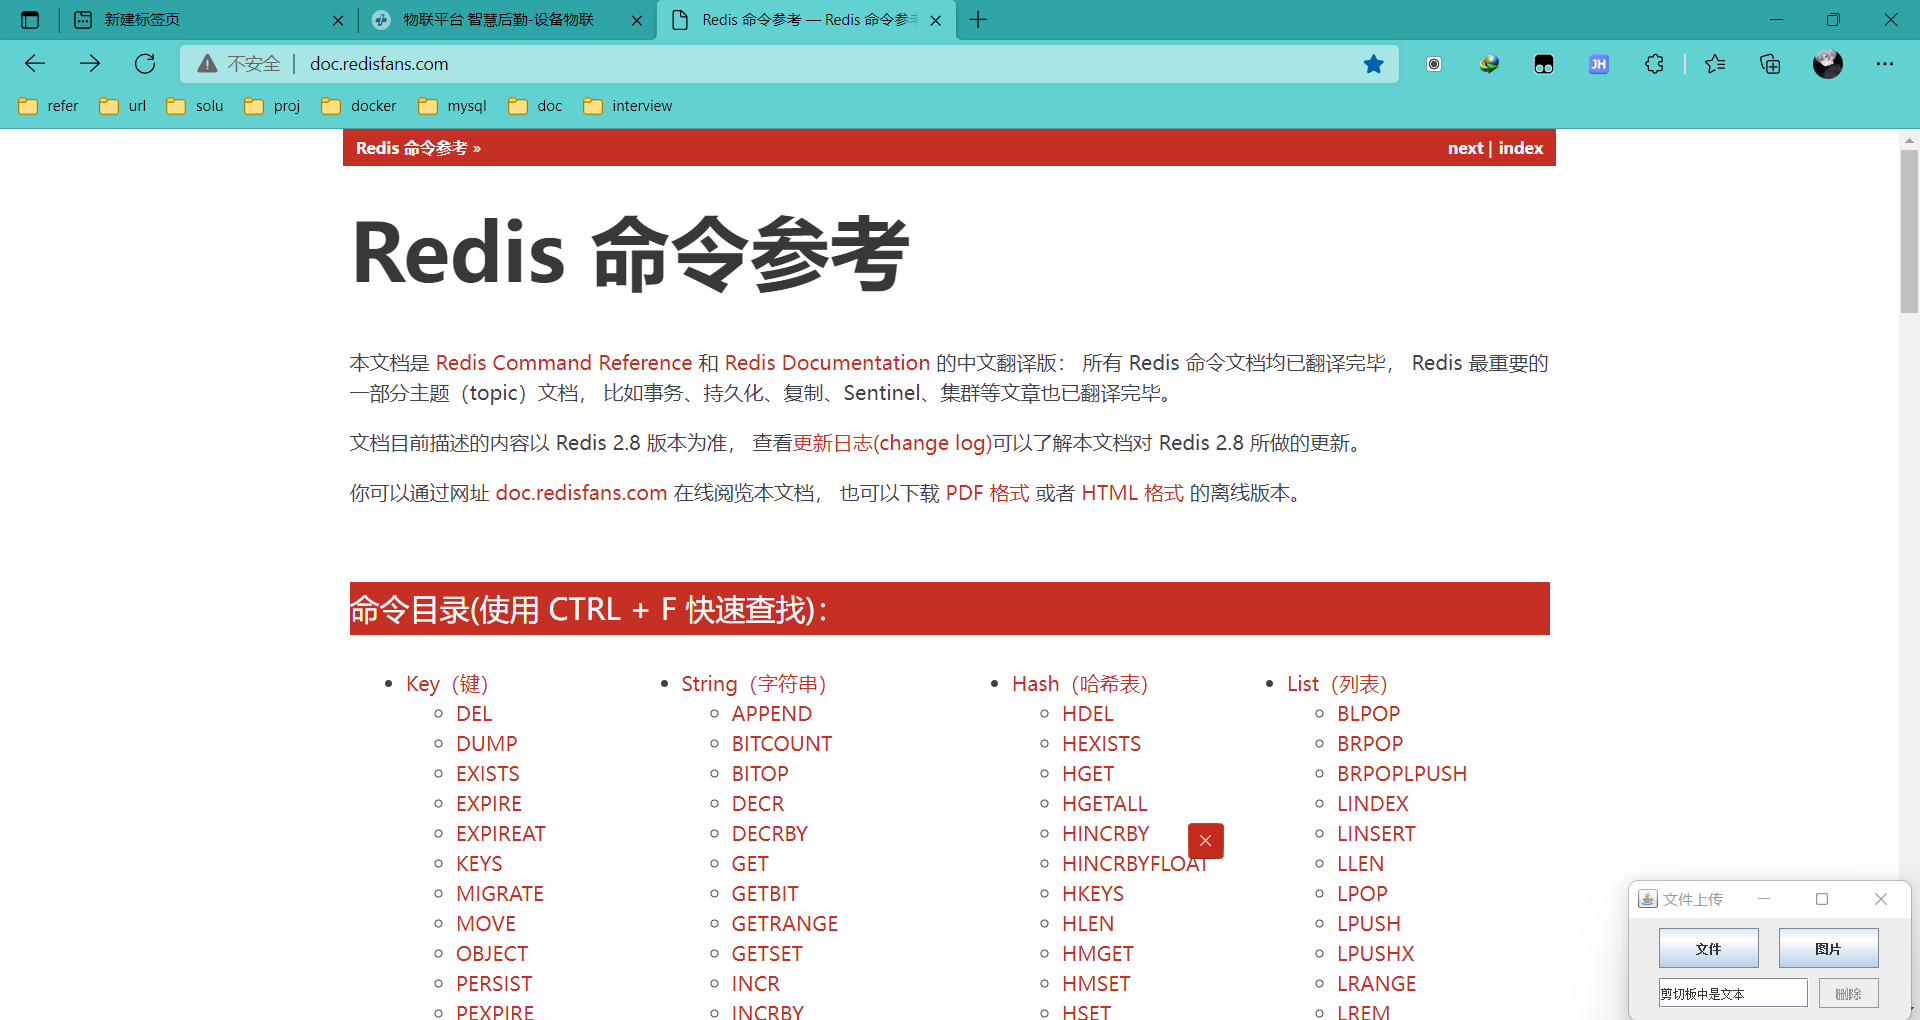 新建标签页
物联平台 智慧后勤-设备物联
Redis 命令参考 — Redis 命令参考
不安全 | doc.redisfans.com
JH
refer url solu proj docker mysql doc interview
Redis 命令参考 »
next | index
Redis 命令参考
本文档是 Redis Command Reference 和 Redis Documentation 的中文翻译版： 所有 Redis 命令文档均已翻译完毕， Redis 最重要的
一部分主题（topic）文档， 比如事务、持久化、复制、Sentinel、集群等文章也已翻译完毕。
文档目前描述的内容以 Redis 2.8 版本为准， 查看更新日志(change log)可以了解本文档对 Redis 2.8 所做的更新。
你可以通过网址 doc.redisfans.com 在线阅览本文档， 也可以下载 PDF 格式 或者 HTML 格式 的离线版本。
命令目录(使用 CTRL + F 快速查找)：
Key（键）
DEL
DUMP
EXISTS
EXPIRE
EXPIREAT
KEYS
MIGRATE
MOVE
OBJECT
PERSIST
PEXPIRE
String（字符串）
APPEND
BITCOUNT
BITOP
DECR
DECRBY
GET
GETBIT
GETRANGE
GETSET
INCR
INCRBY
Hash（哈希表）
HDEL
HEXISTS
HGET
HGETALL
HINCRBY
HINCRBYFLOAT
HKEYS
HLEN
HMGET
HMSET
HSET
List（列表）
BLPOP
BRPOP
BRPOPLPUSH
LINDEX
LINSERT
LLEN
LPOP
LPUSH
LPUSHX
LRANGE
LREM
文件上传
文件
图片
剪切板中是文本
删除